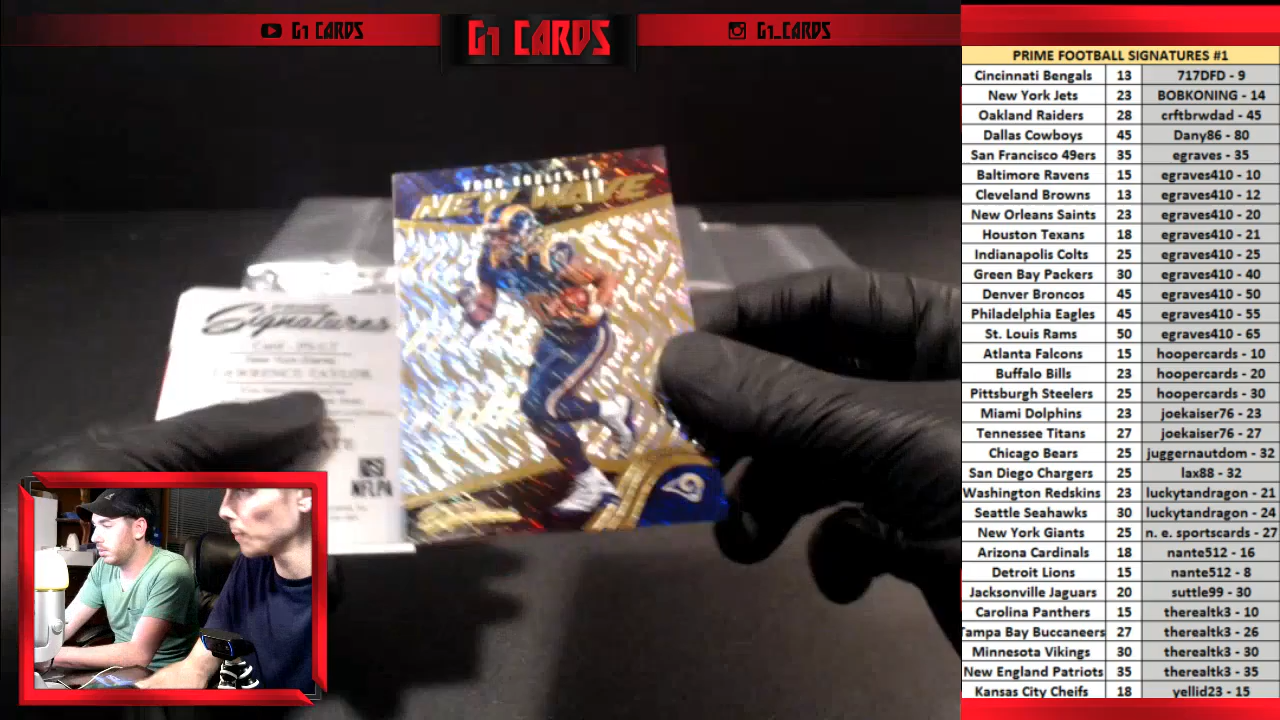 G1 CARDS
G1 CARDS
G1_CARDS
NEW WAVE
Signatures
LAWRENCE TAYLOR
NFLPA
PRIME FOOTBALL SIGNATURES #1
Cincinnati Bengals 13 717DFD - 9
New York Jets 23 BOBKONING - 14
Oakland Raiders 28 crftbrwdad - 45
Dallas Cowboys 45 Dany86 - 80
San Francisco 49ers 35 egraves - 35
Baltimore Ravens 15 egraves410 - 10
Cleveland Browns 13 egraves410 - 12
New Orleans Saints 23 egraves410 - 20
Houston Texans 18 egraves410 - 21
Indianapolis Colts 25 egraves410 - 25
Green Bay Packers 30 egraves410 - 40
Denver Broncos 45 egraves410 - 50
Philadelphia Eagles 45 egraves410 - 55
St. Louis Rams 50 egraves410 - 65
Atlanta Falcons 15 hoopercards - 10
Buffalo Bills 23 hoopercards - 20
Pittsburgh Steelers 25 hoopercards - 30
Miami Dolphins 23 joekaiser76 - 23
Tennessee Titans 27 joekaiser76 - 27
Chicago Bears 25 juggernautdom - 32
San Diego Chargers 25 lax88 - 32
Washington Redskins 23 luckytandragon - 21
Seattle Seahawks 30 luckytandragon - 24
New York Giants 25 n. e. sportscards - 27
Arizona Cardinals 18 nante512 - 16
Detroit Lions 15 nante512 - 8
Jacksonville Jaguars 20 suttle99 - 30
Carolina Panthers 15 therealtk3 - 10
Tampa Bay Buccaneers 27 therealtk3 - 26
Minnesota Vikings 30 therealtk3 - 30
New England Patriots 35 therealtk3 - 35
Kansas City Cheifs 18 yellid23 - 15